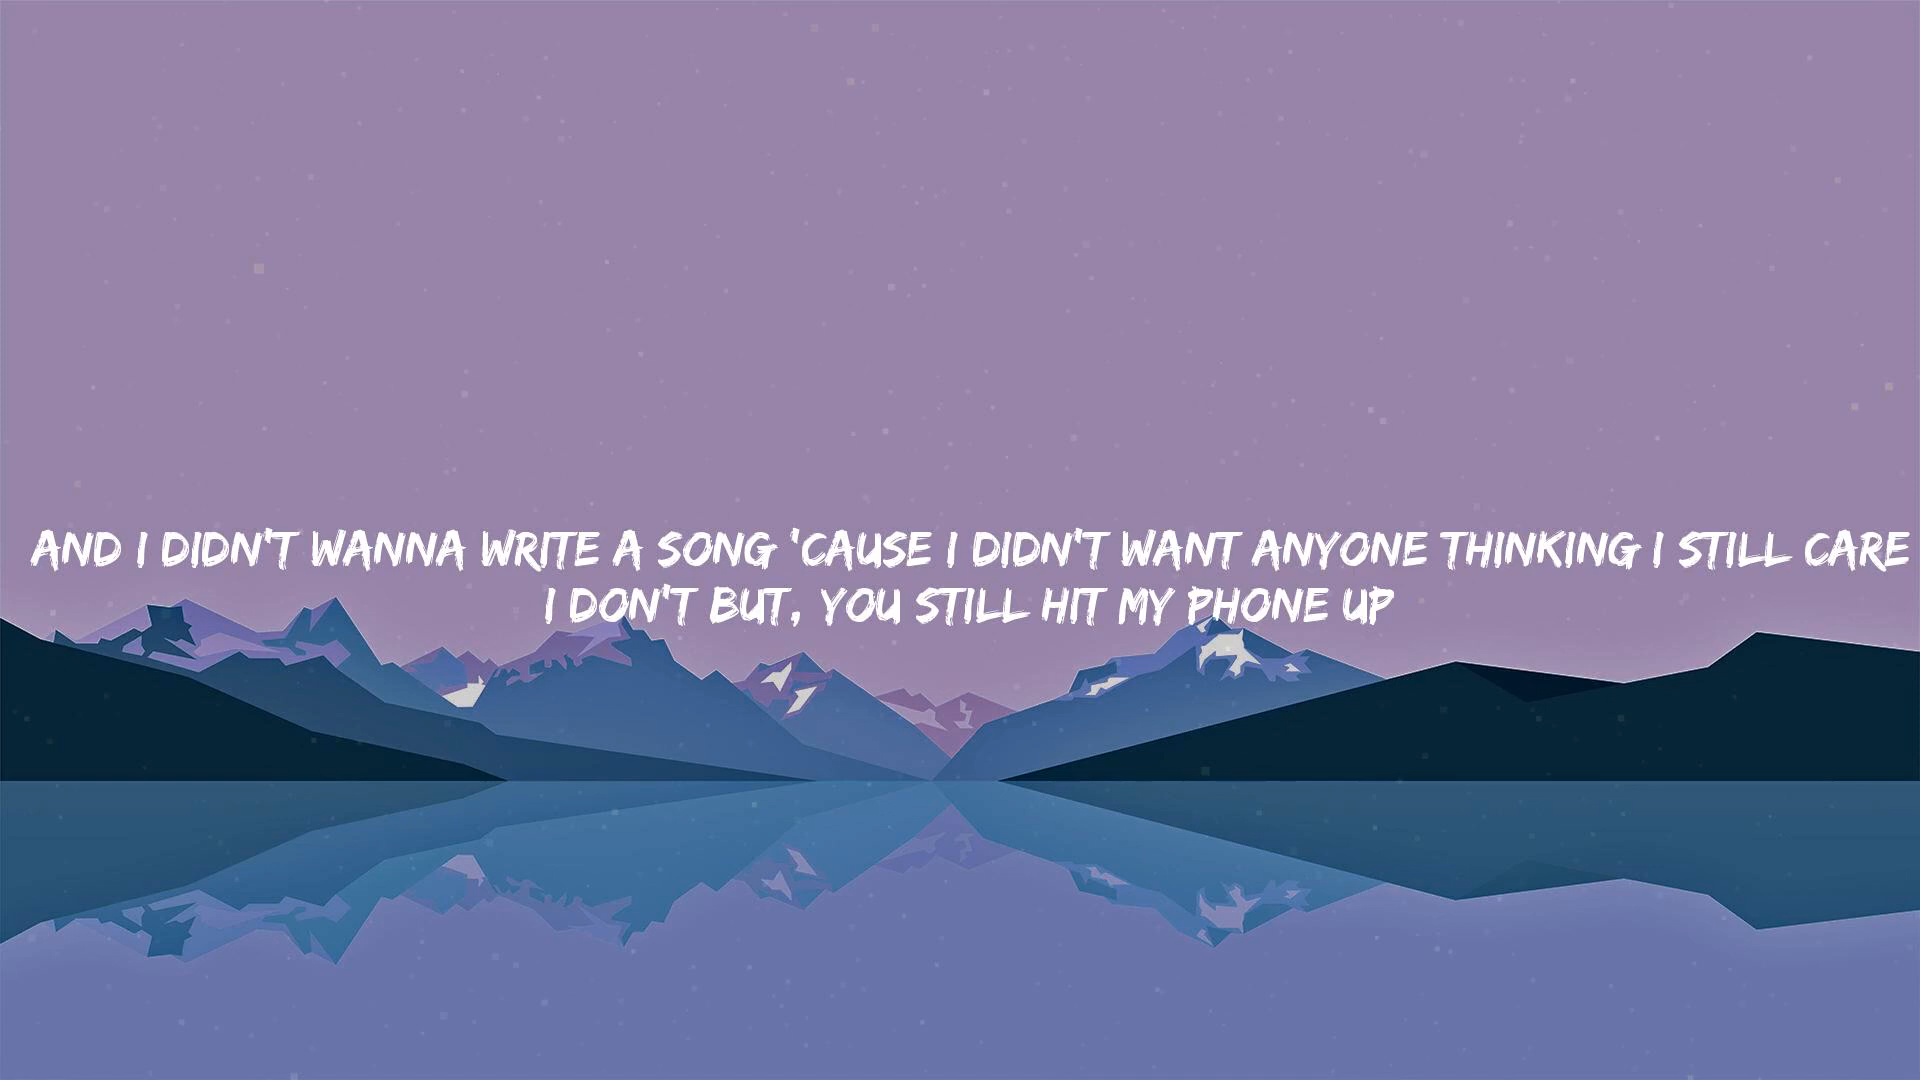 AND I DIDN'T WANNA WRITE A SONG 'CAUSE I DIDN'T WANT ANYONE THINKING I STILL CARE
I DON'T BUT, YOU STILL HIT MY PHONE UP